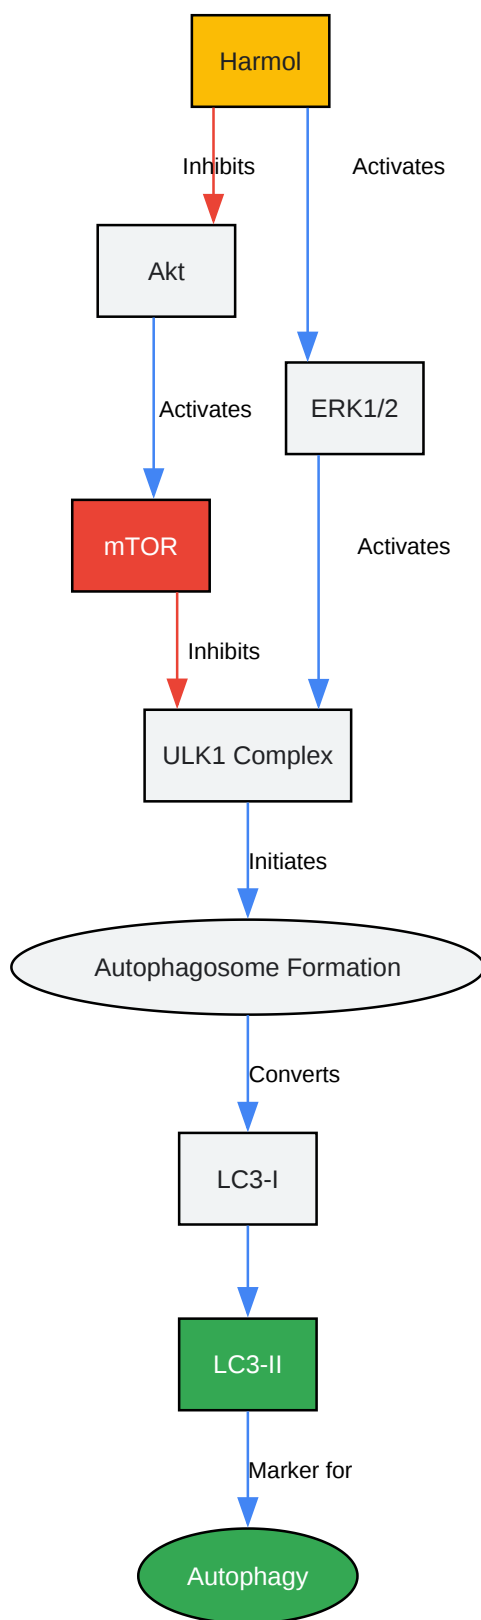 Harmol
Inhibits
Activates
Akt
ERK1/2
Activates
mTOR
Activates
Inhibits
ULK1 Complex
Initiates
Autophagosome Formation
Converts
LC3-I
LC3-II
Marker for
Autophagy